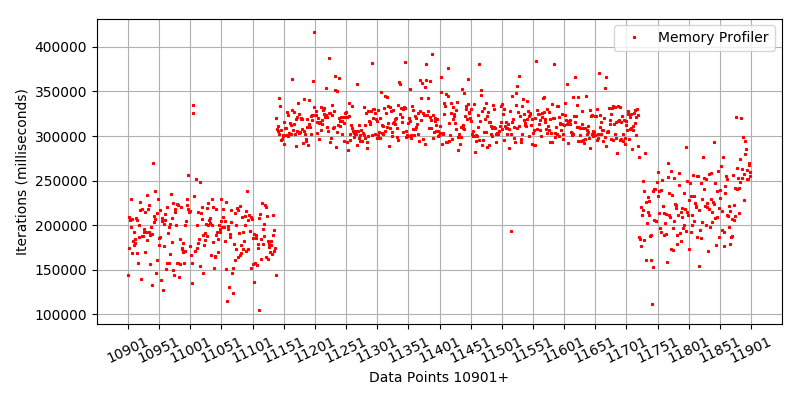 Memory Profiler
Iterations (milliseconds)
400000
350000
300000
250000
200000
150000
100000
10901 10951 11001 11051 11101 11151 11201 11251 11301 11351 11401 11451 11501 11551 11601 11651 11701 11751 11801 11851 11901
Data Points 10901+